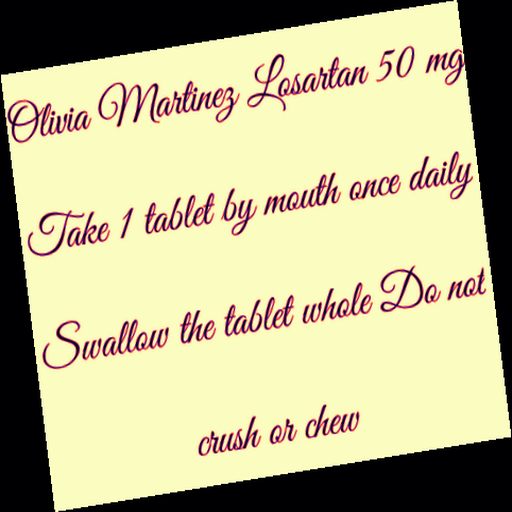 Olivia Martinez Losartan 50 mg
Take 1 tablet by mouth once daily
Swallow the tablet whole Do not
crush or chew